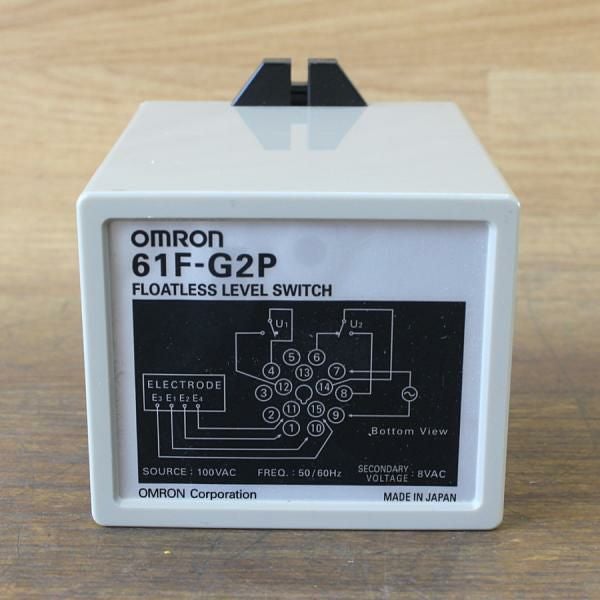 OMRON
61F-G2P
FLOATLESS LEVEL SWITCH
U1 U2
5 6
4 13 7
3 12 14 8
2 11 15 9
1 10
ELECTRODE
E3 E1 E2 E4
Bottom View
SOURCE : 100VAC FREQ. : 50/60Hz SECONDARY VOLTAGE : 8VAC
OMRON Corporation MADE IN JAPAN